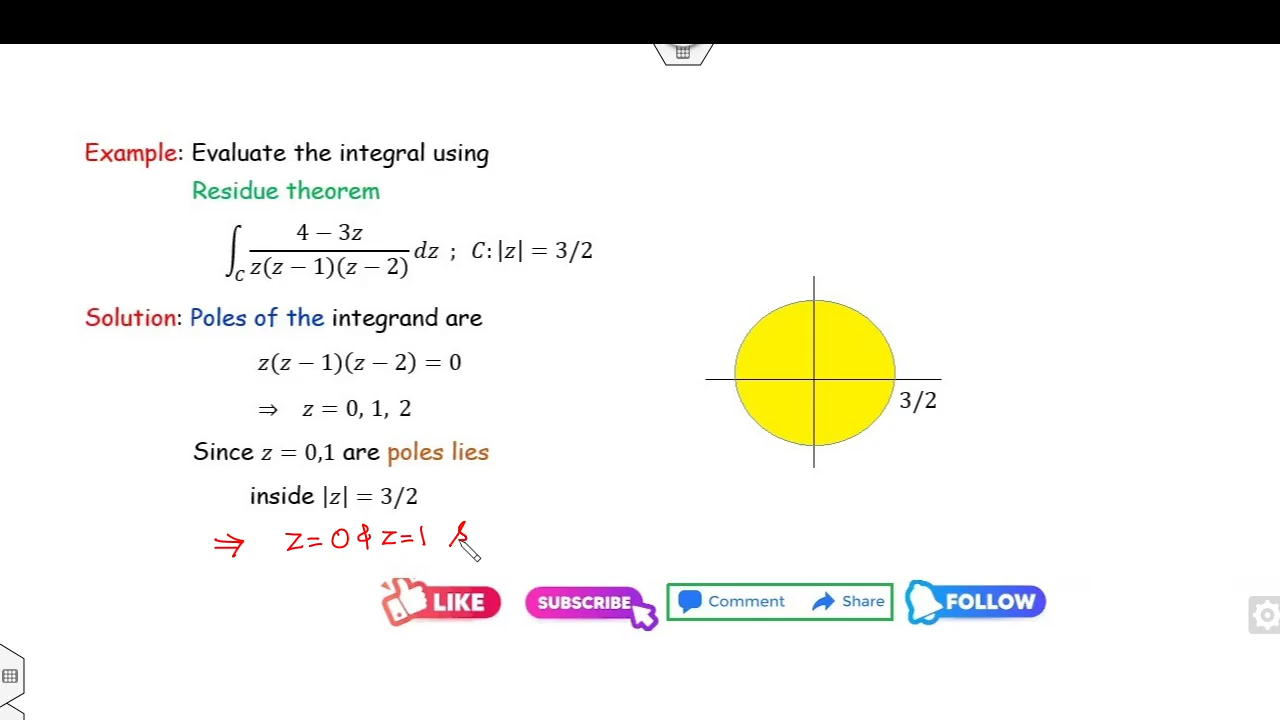 Example: Evaluate the integral using
Residue theorem
∫_C (4 − 3z)/(z(z − 1)(z − 2)) dz ; C: |z| = 3/2
Solution: Poles of the integrand are
z(z − 1)(z − 2) = 0
⇒ z = 0, 1, 2
Since z = 0,1 are poles lies
inside |z| = 3/2
⇒ z = 0 & z = 1
3/2
LIKE
SUBSCRIBE
Comment Share
FOLLOW